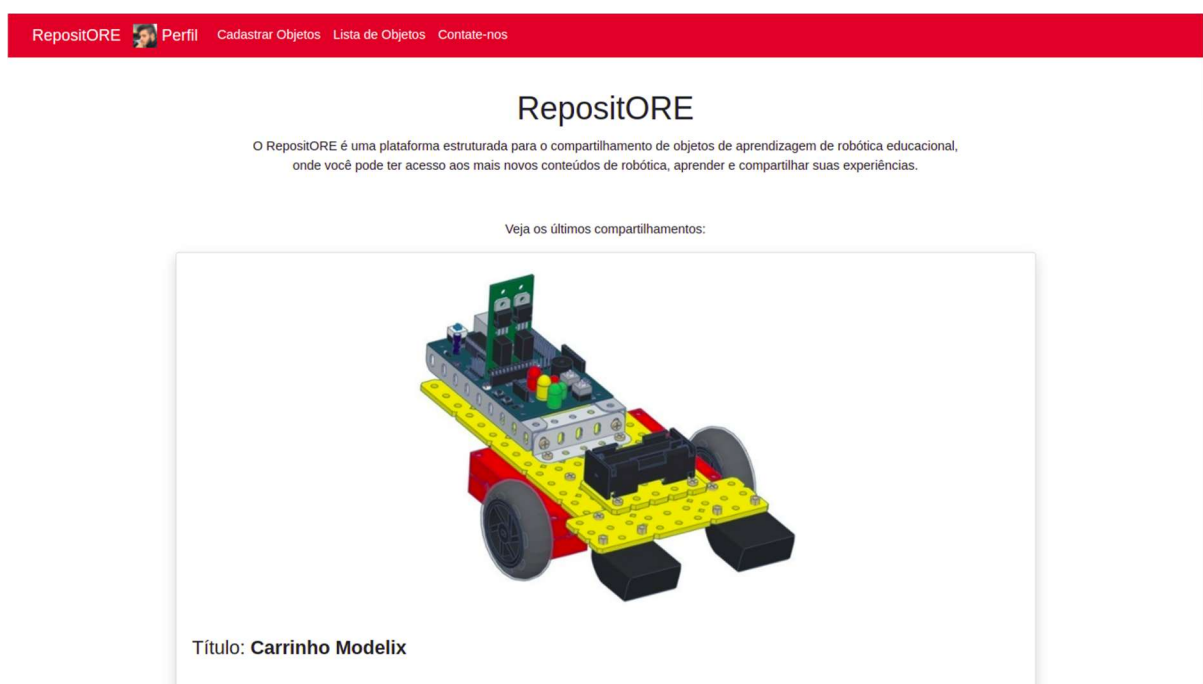 RepositORE Perfil Cadastrar Objetos Lista de Objetos Contate-nos
RepositORE
O RepositORE é uma plataforma estruturada para o compartilhamento de objetos de aprendizagem de robótica educacional,
onde você pode ter acesso aos mais novos conteúdos de robótica, aprender e compartilhar suas experiências.
Veja os últimos compartilhamentos:
Título: Carrinho Modelix